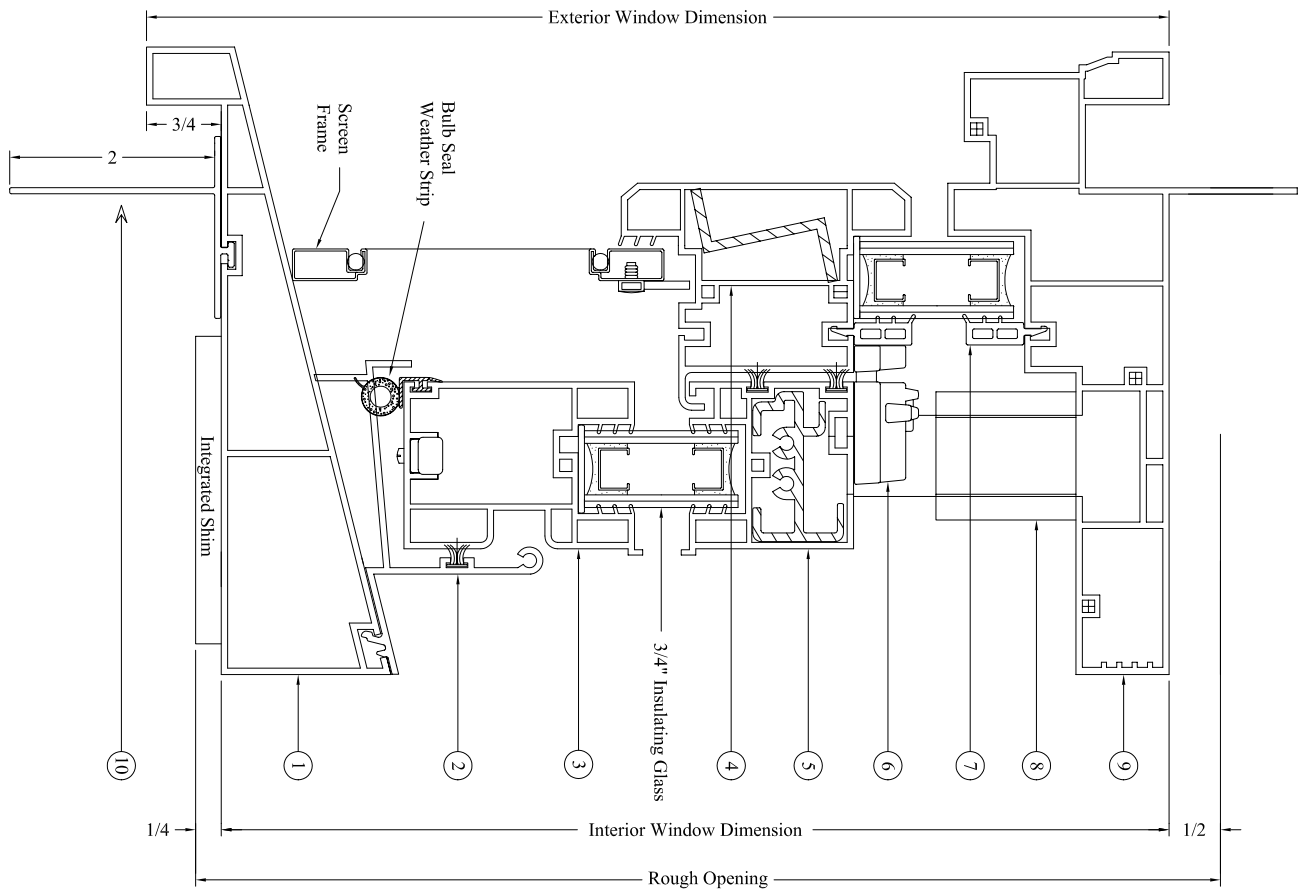 Exterior Window Dimension
3/4
2
Screen
Frame
Bulb Seal
Weather Strip
Integrated Shim
3/4" Insulating Glass
10
1
2
3
4
5
6
7
8
9
1/4
Interior Window Dimension
1/2
Rough Opening